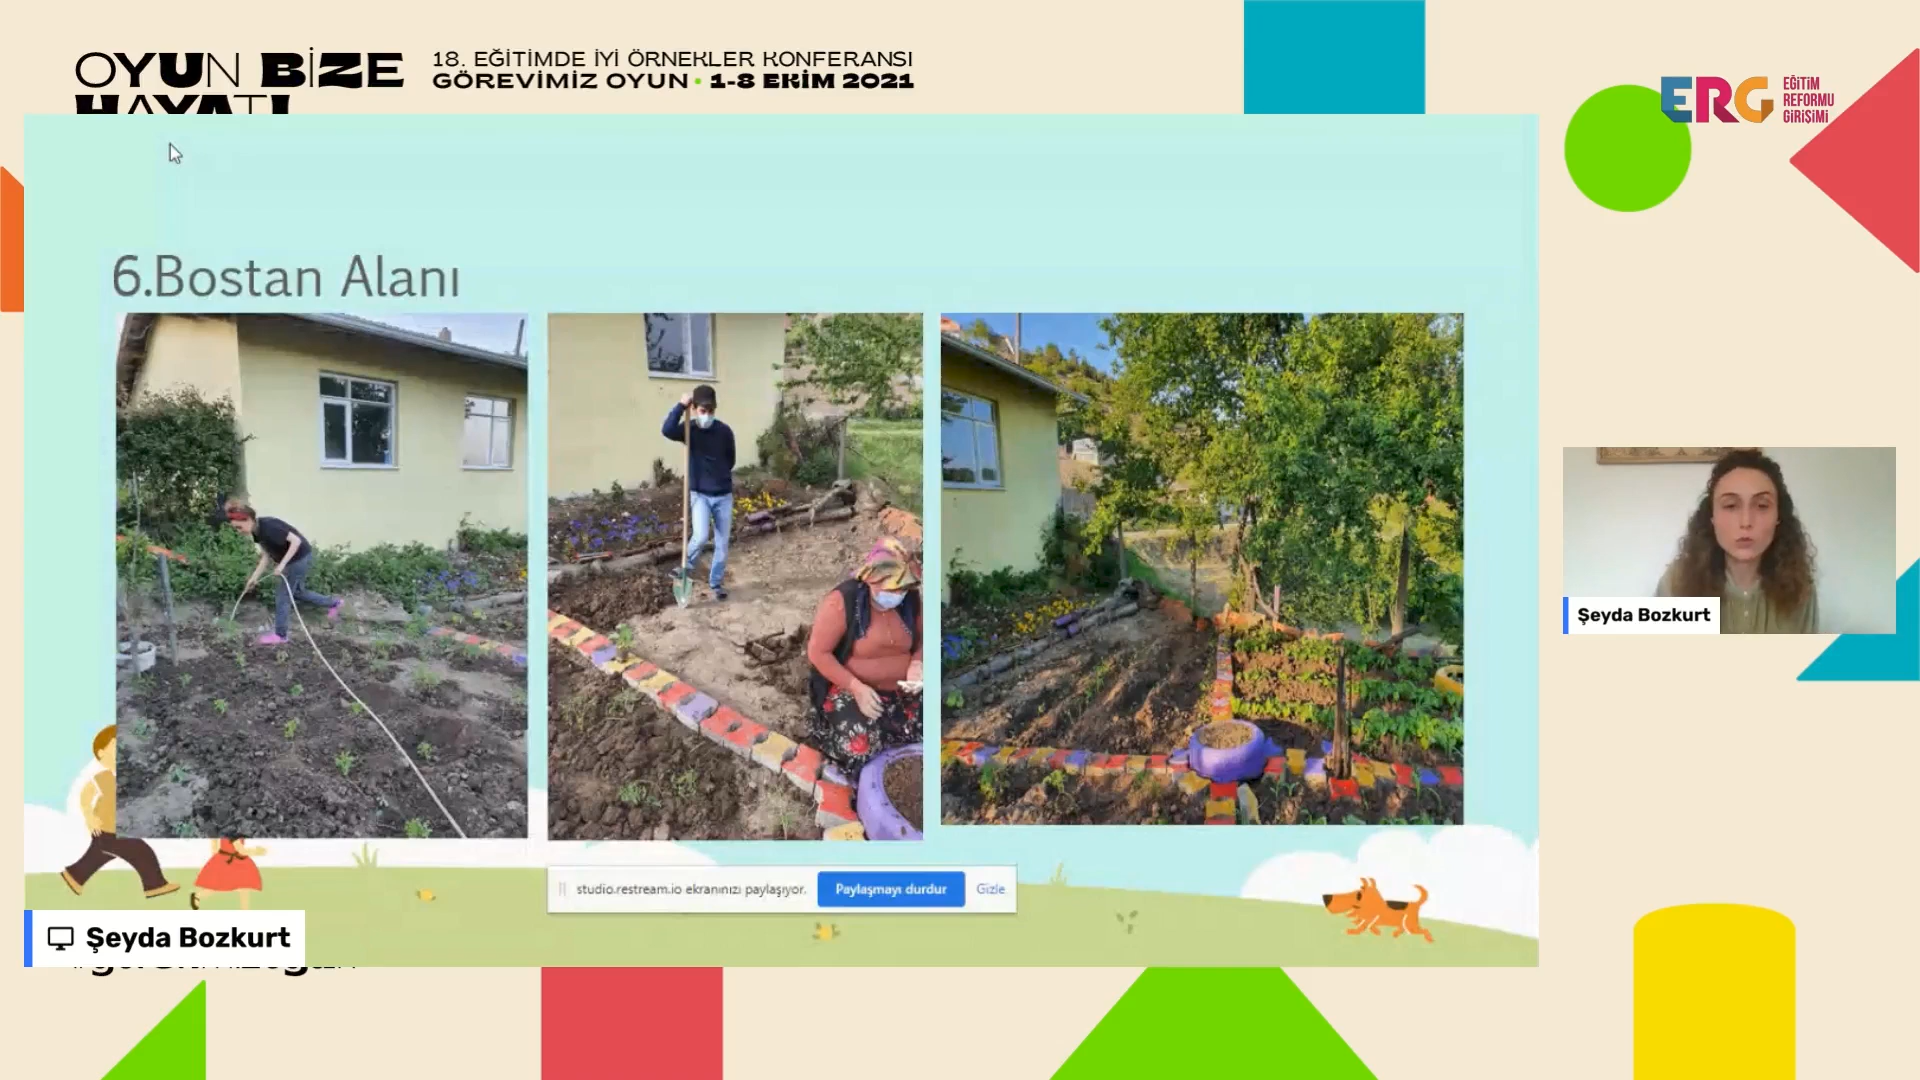 OYUN BİZE
HAYATI
18. EĞİTİMDE İYİ ÖRNEKLER KONFERANSI
GÖREVİMİZ OYUN • 1-8 EKİM 2021
ERG
EĞİTİM
REFORMU
GİRİŞİMİ
6.Bostan Alanı
Şeyda Bozkurt
studio.restream.io ekranınızı paylaşıyor.
Paylaşmayı durdur
Gizle
Şeyda Bozkurt